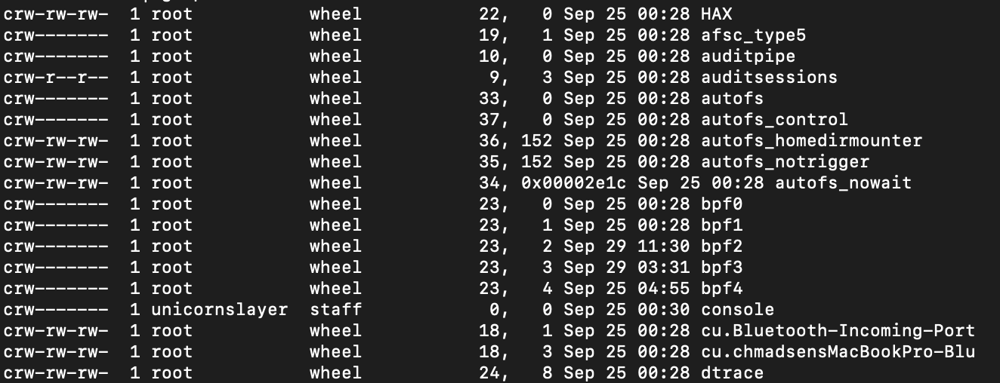 crw-rw-rw-  1 root           wheel           22,   0 Sep 25 00:28 HAX
crw-------  1 root           wheel           19,   1 Sep 25 00:28 afsc_type5
crw-------  1 root           wheel           10,   0 Sep 25 00:28 auditpipe
crw-r--r--  1 root           wheel            9,   3 Sep 25 00:28 auditsessions
crw-------  1 root           wheel           33,   0 Sep 25 00:28 autofs
crw-------  1 root           wheel           37,   0 Sep 25 00:28 autofs_control
crw-rw-rw-  1 root           wheel           36, 152 Sep 25 00:28 autofs_homedirmounter
crw-rw-rw-  1 root           wheel           35, 152 Sep 25 00:28 autofs_notrigger
crw-rw-rw-  1 root           wheel           34, 0x00002e1c Sep 25 00:28 autofs_nowait
crw-------  1 root           wheel           23,   0 Sep 25 00:28 bpf0
crw-------  1 root           wheel           23,   1 Sep 25 00:28 bpf1
crw-------  1 root           wheel           23,   2 Sep 29 11:30 bpf2
crw-------  1 root           wheel           23,   3 Sep 29 03:31 bpf3
crw-------  1 root           wheel           23,   4 Sep 25 04:55 bpf4
crw-------  1 unicornslayer  staff            0,   0 Sep 25 00:30 console
crw-rw-rw-  1 root           wheel           18,   1 Sep 25 00:28 cu.Bluetooth-Incoming-Port
crw-rw-rw-  1 root           wheel           18,   3 Sep 25 00:28 cu.chmadsensMacBookPro-Blu
crw-rw-rw-  1 root           wheel           24,   8 Sep 25 00:28 dtrace